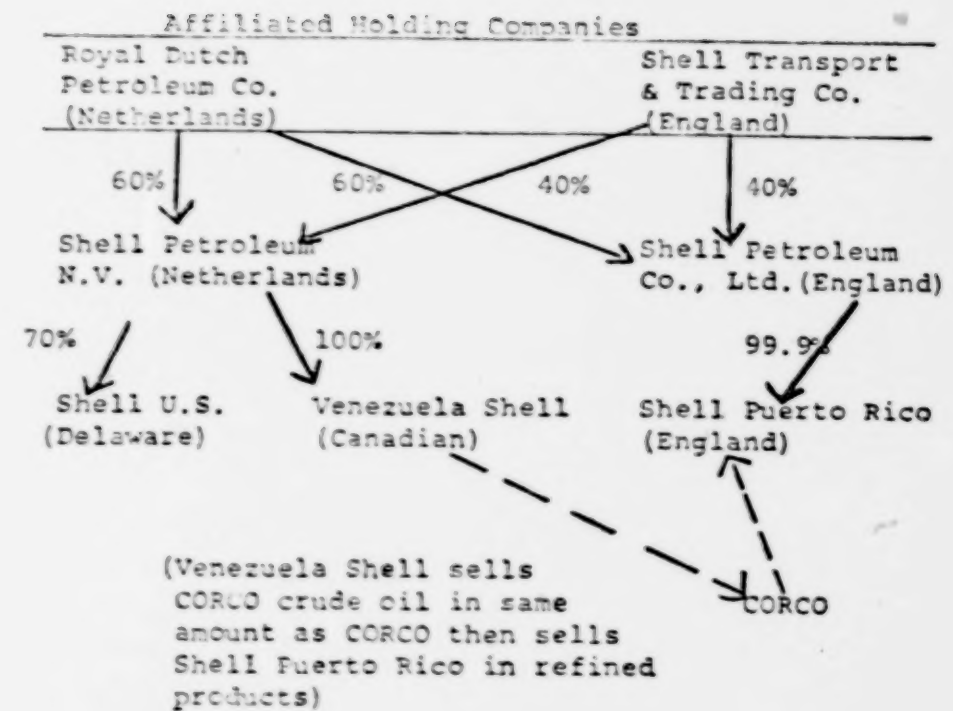 Affiliated Holding Companies
Royal Dutch
Petroleum Co.
(Netherlands)
Shell Transport
& Trading Co.
(England)
60%
60%
40%
40%
Shell Petroleum
N.V. (Netherlands)
Shell Petroleum
Co., Ltd. (England)
70%
100%
99.9%
Shell U.S.
(Delaware)
Venezuela Shell
(Canadian)
Shell Puerto Rico
(England)
(Venezuela Shell sells
CORCO crude oil in same
amount as CORCO then sells
Shell Puerto Rico in refined
products)
CORCO